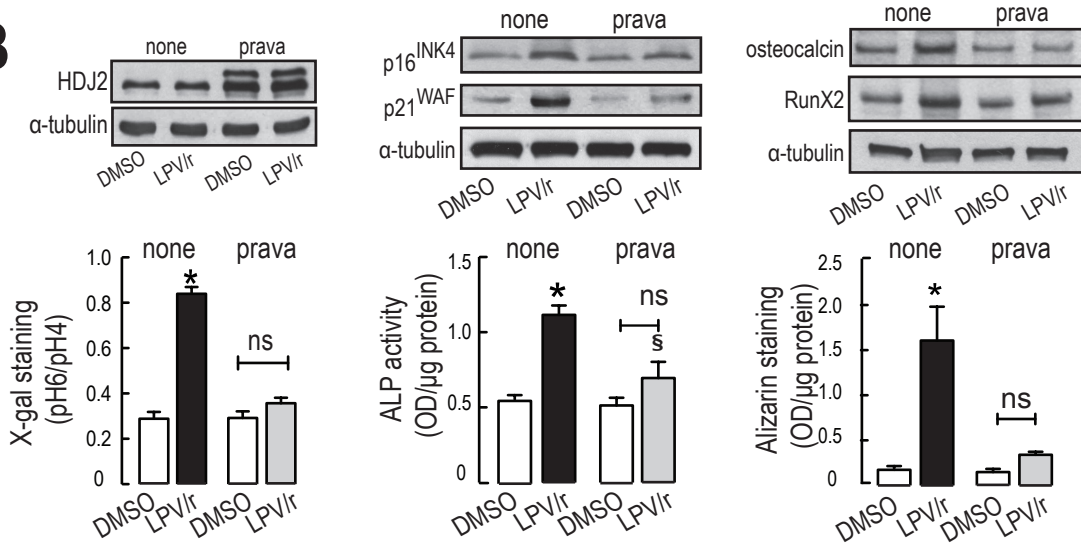 B
none prava
HDJ2
α-tubulin
DMSO LPV/r DMSO LPV/r
none prava
p16INK4
p21WAF
α-tubulin
DMSO LPV/r DMSO LPV/r
none prava
osteocalcin
RunX2
α-tubulin
DMSO LPV/r DMSO LPV/r
none prava
X-gal staining
(pH6/pH4)
1.0
0.8
0.6
0.4
0.2
0
*
ns
DMSO LPV/r DMSO LPV/r
none prava
ALP activity
(OD/µg protein)
1.5
1.0
0.5
0
*
ns
§
DMSO LPV/r DMSO LPV/r
none prava
Alizarin staining
(OD/µg protein)
2.5
2.0
1.5
1.0
0.5
0
*
ns
DMSO LPV/r DMSO LPV/r